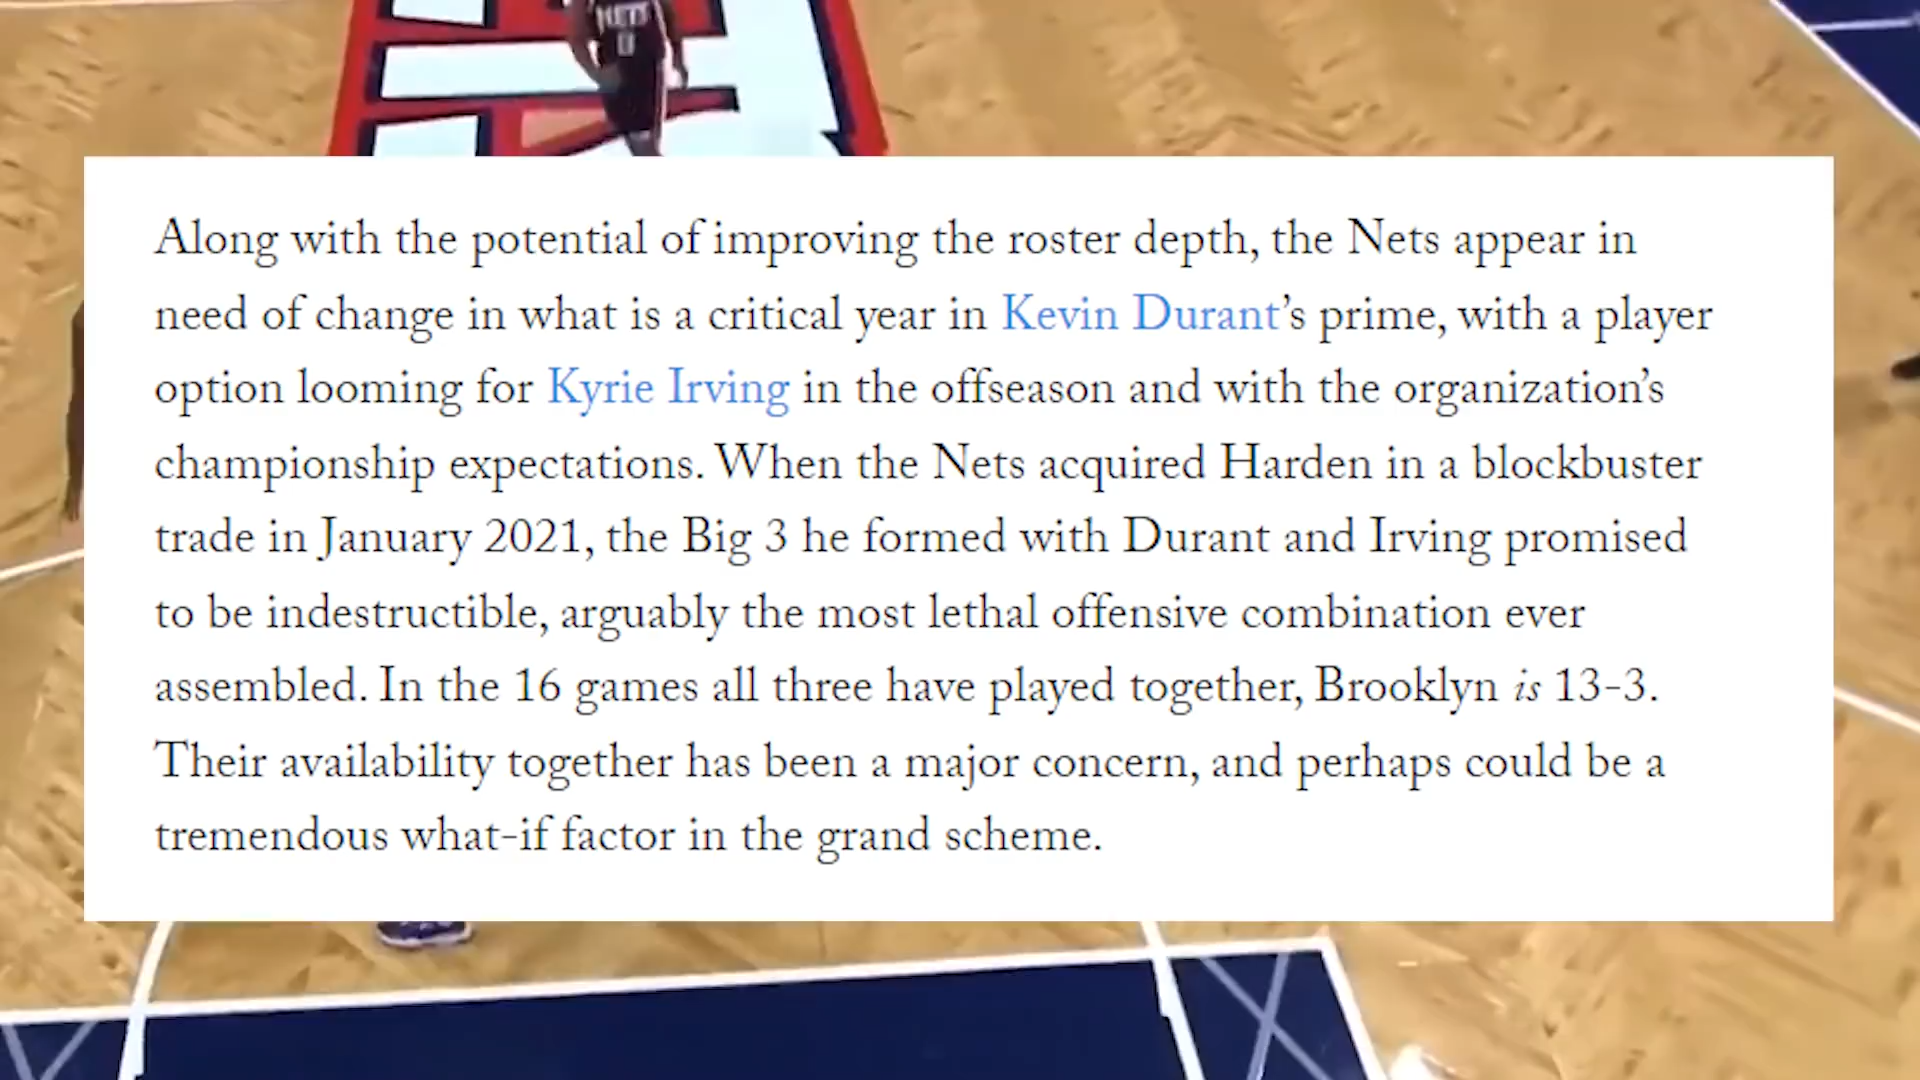 NETS
Along with the potential of improving the roster depth, the Nets appear in
need of change in what is a critical year in Kevin Durant’s prime, with a player
option looming for Kyrie Irving in the offseason and with the organization’s
championship expectations. When the Nets acquired Harden in a blockbuster
trade in January 2021, the Big 3 he formed with Durant and Irving promised
to be indestructible, arguably the most lethal offensive combination ever
assembled. In the 16 games all three have played together, Brooklyn is 13-3.
Their availability together has been a major concern, and perhaps could be a
tremendous what-if factor in the grand scheme.